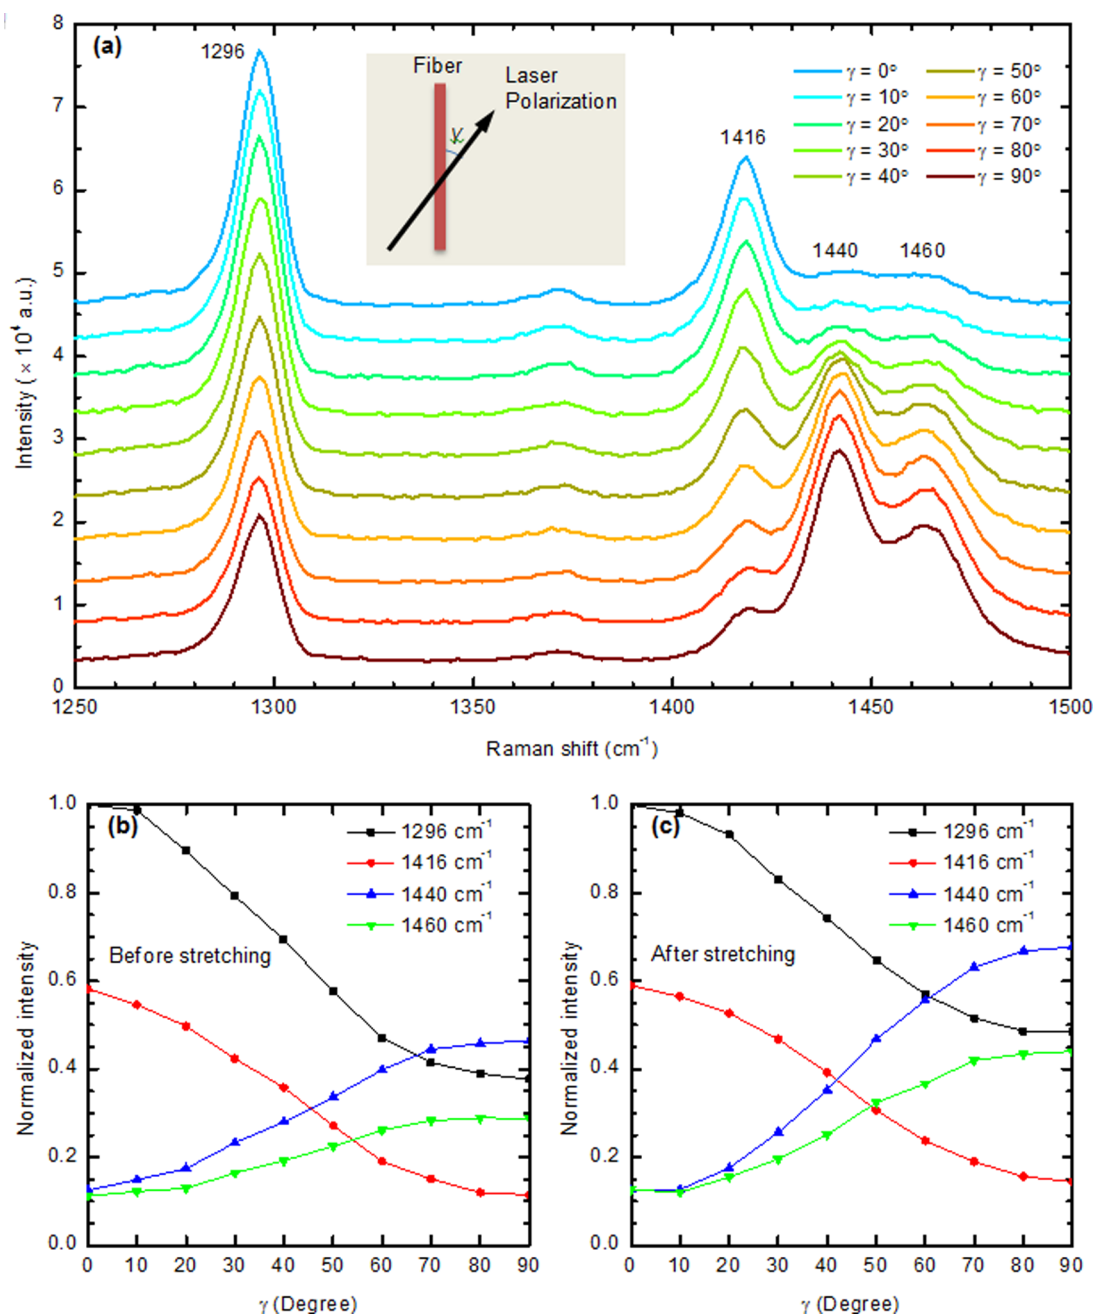 8
(a)
1296
Fiber
Laser
Polarization
γ
γ = 0° γ = 50°
γ = 10° γ = 60°
γ = 20° γ = 70°
γ = 30° γ = 80°
γ = 40° γ = 90°
1416
1440 1460
7
6
5
4
3
2
1
0
Intensity ( × 10⁴ a.u.)
1250 1300 1350 1400 1450 1500
Raman shift (cm⁻¹)
(b)
1296 cm⁻¹
1416 cm⁻¹
1440 cm⁻¹
1460 cm⁻¹
Before stretching
1.0
0.8
0.6
0.4
0.2
0.0
Normalized intensity
0 10 20 30 40 50 60 70 80 90
γ (Degree)
(c)
1296 cm⁻¹
1416 cm⁻¹
1440 cm⁻¹
1460 cm⁻¹
After stretching
1.0
0.8
0.6
0.4
0.2
0.0
Normalized intensity
0 10 20 30 40 50 60 70 80 90
γ (Degree)